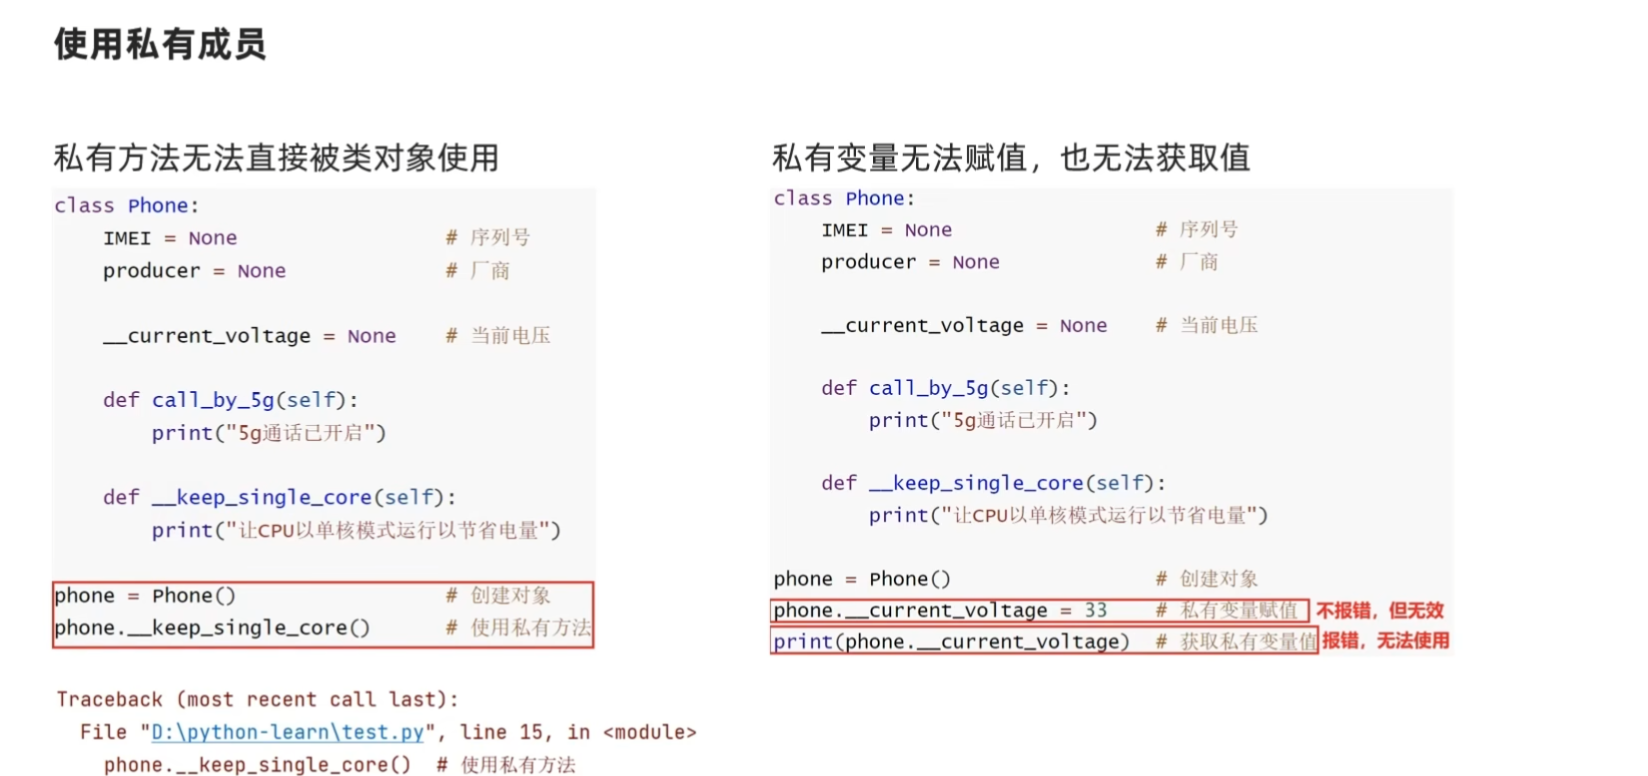 使用私有成员
私有方法无法直接被类对象使用
class Phone:
    IMEI = None                 # 序列号
    producer = None             # 厂商

    __current_voltage = None    # 当前电压

    def call_by_5g(self):
        print("5g通话已开启")

    def __keep_single_core(self):
        print("让CPU以单核模式运行以节省电量")

phone = Phone()                 # 创建对象
phone.__keep_single_core()      # 使用私有方法
Traceback (most recent call last):
  File "D:\python-learn\test.py", line 15, in <module>
    phone.__keep_single_core()  # 使用私有方法
私有变量无法赋值，也无法获取值
class Phone:
    IMEI = None                 # 序列号
    producer = None             # 厂商

    __current_voltage = None    # 当前电压

    def call_by_5g(self):
        print("5g通话已开启")

    def __keep_single_core(self):
        print("让CPU以单核模式运行以节省电量")

phone = Phone()                 # 创建对象
phone.__current_voltage = 33    # 私有变量赋值 不报错，但无效
print(phone.__current_voltage)  # 获取私有变量值 报错，无法使用